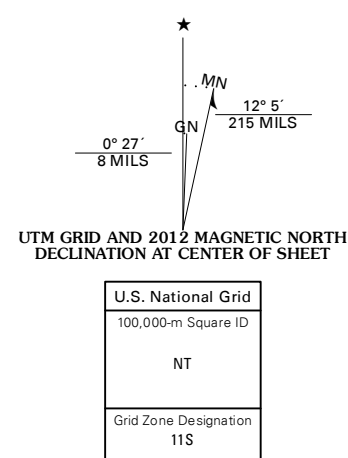 ★
MN
GN
12° 5´
215 MILS
0° 27´
8 MILS
UTM GRID AND 2012 MAGNETIC NORTH
DECLINATION AT CENTER OF SHEET
U.S. National Grid
100,000-m Square ID
NT
Grid Zone Designation
11S